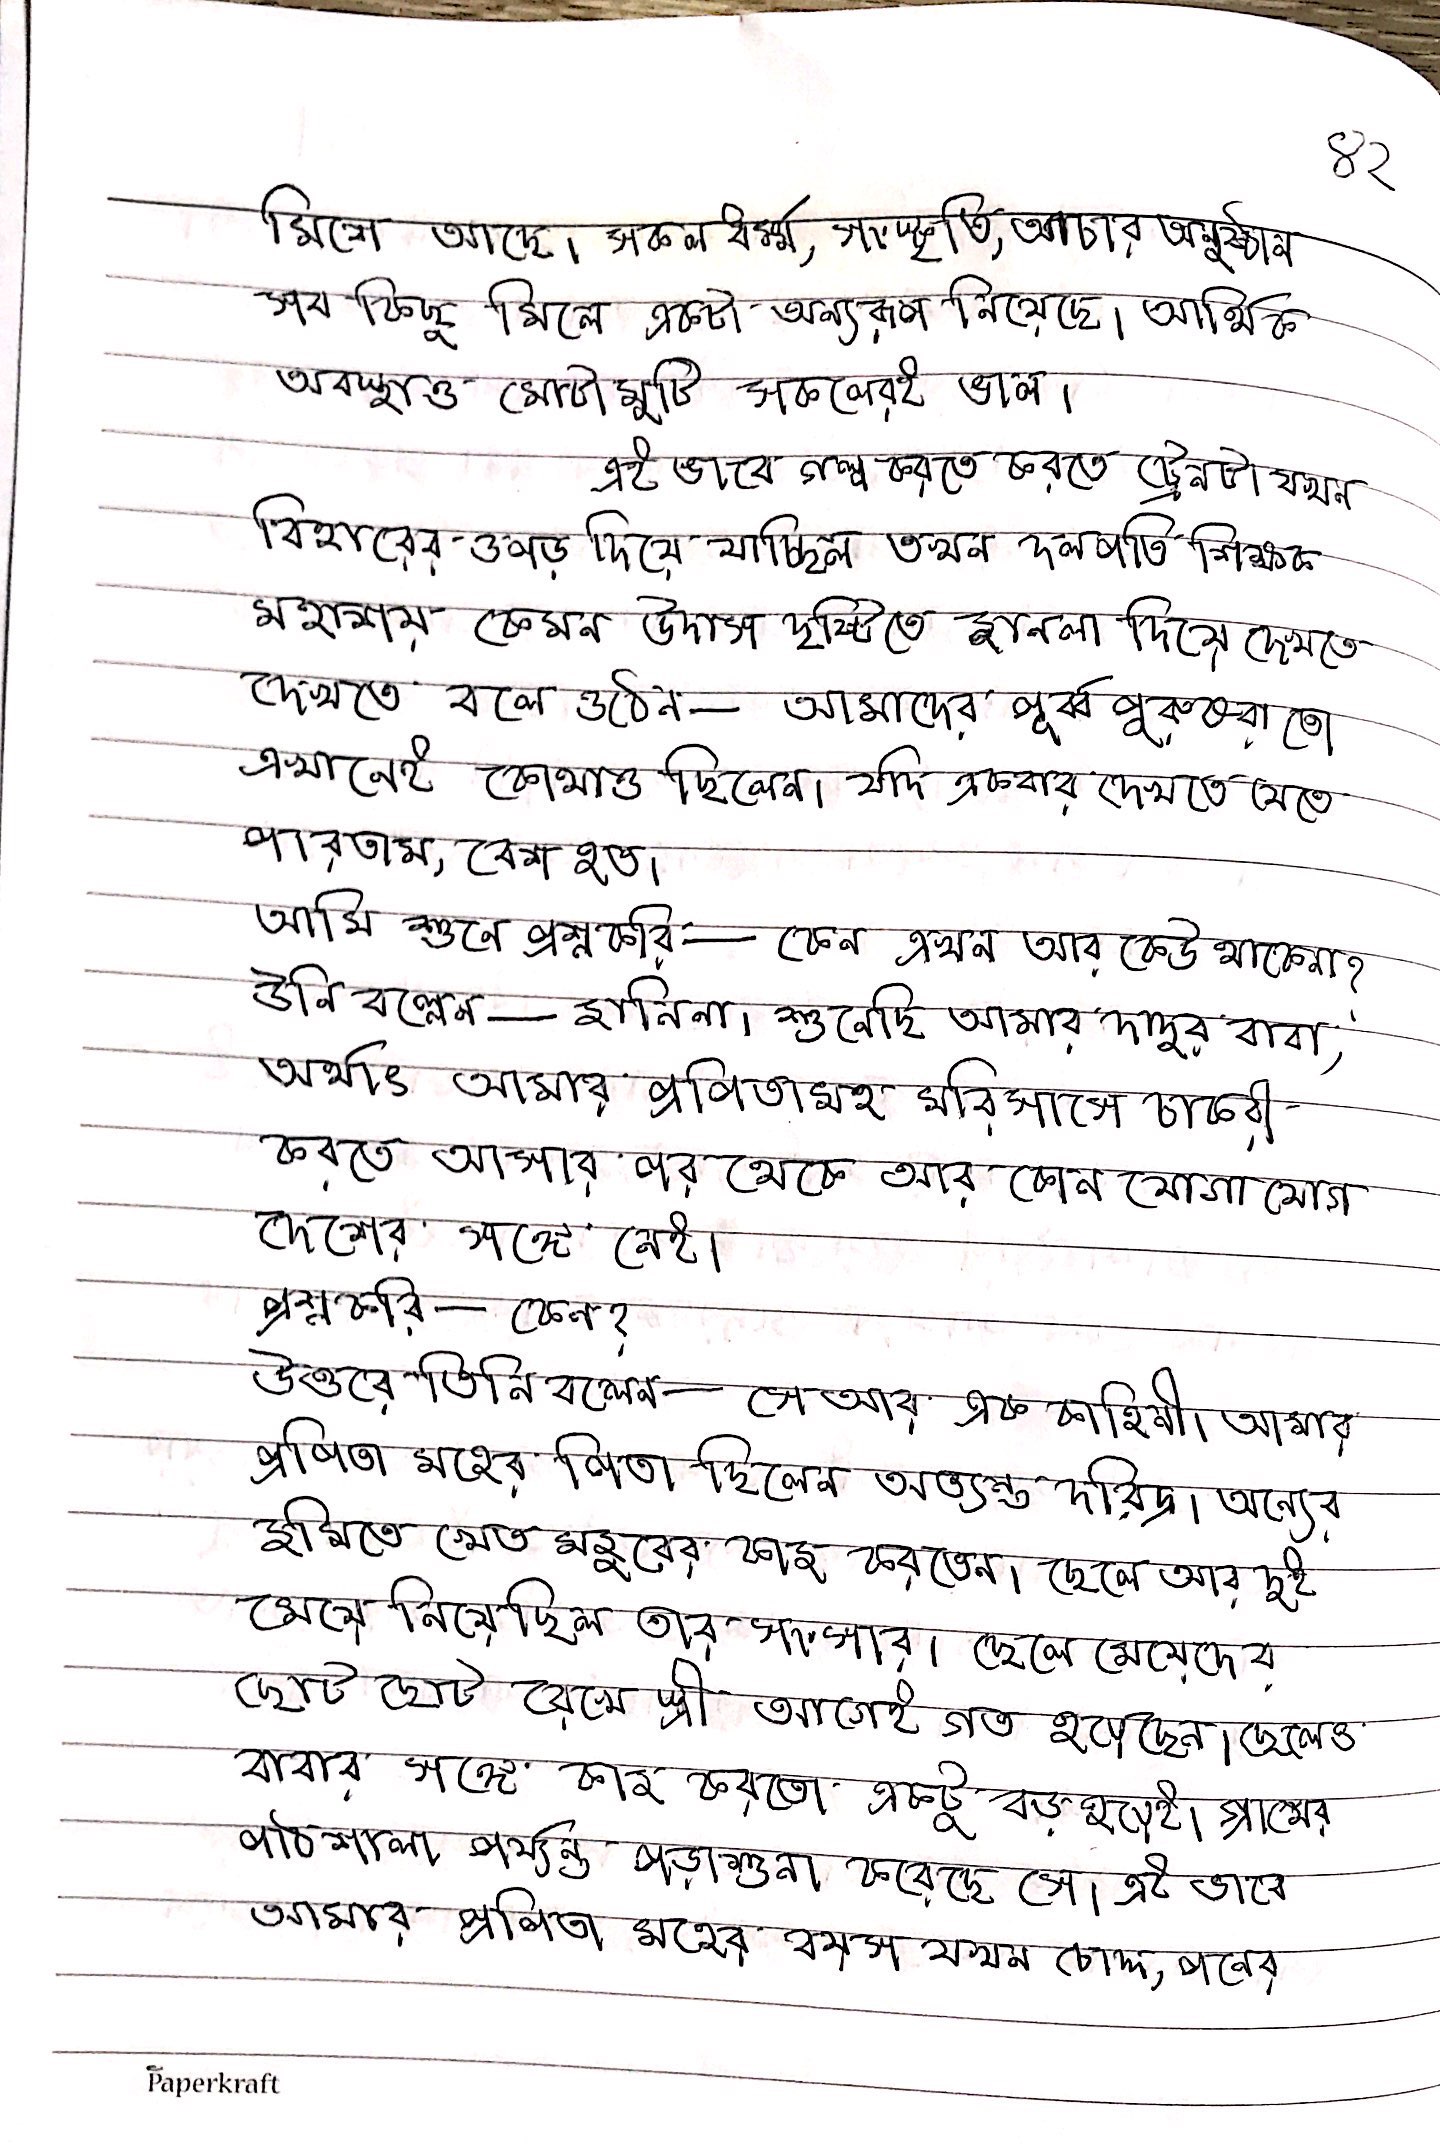 ৪২
মিশে আছে। সকল ধর্ম্ম, সংস্কৃতি, আচার অনুষ্ঠান
সব কিছু মিলে একটা অন্যরূপ নিয়েছে। আর্থিক
অবস্থাও মোটামুটি সকলেরই ভাল।
এই ভাবে গল্প করতে করতে ট্রেনটা যখন
বিহারের ওপড় দিয়ে যাচ্ছিল তখন দলপতি শিক্ষক
মহাশয় কেমন উদাস দৃষ্টিতে জানলা দিয়ে দেখতে
দেখতে বলে ওঠেন— আমাদের পূর্ব্ব পুরুষরা তো
এখানেই কোথাও ছিলেন। যদি একবার দেখতে যেতে
পারতাম, বেশ হত।
আমি শুনে প্রশ্ন করি— কেন এখন আর কেউ থাকেনা?
উনি বল্লেন— জানিনা। শুনেছি আমার দাদুর বাবা,
অর্থাৎ আমার প্রপিতামহ মরিসাসে চাকরী
করতে আসার পর থেকে আর কোন যোগাযোগ
দেশের সঙ্গে নেই।
প্রশ্ন করি— কেন?
উত্তরে তিনি বলেন— সে আর এক কাহিনী। আমার
প্রপিতা মহের পিতা ছিলেন অত্যন্ত দরিদ্র। অন্যের
জমিতে খেত মজুরের কাজ করতেন। ছেলে আর দুই
মেয়ে নিয়ে ছিল তার সংসার। ছেলে মেয়েদের
ছোট ছোট রেখে স্ত্রী আগেই গত হয়েছেন। ছেলেও
বাবার সঙ্গে কাজ করতো একটু বড় হয়েই। গ্রামের
পাঠশালা পর্য্যন্ত পড়াশুনা করেছে সে। এই ভাবে
আমার প্রপিতা মহের বয়স যখন চোদ্দ, পনের
Paperkraft